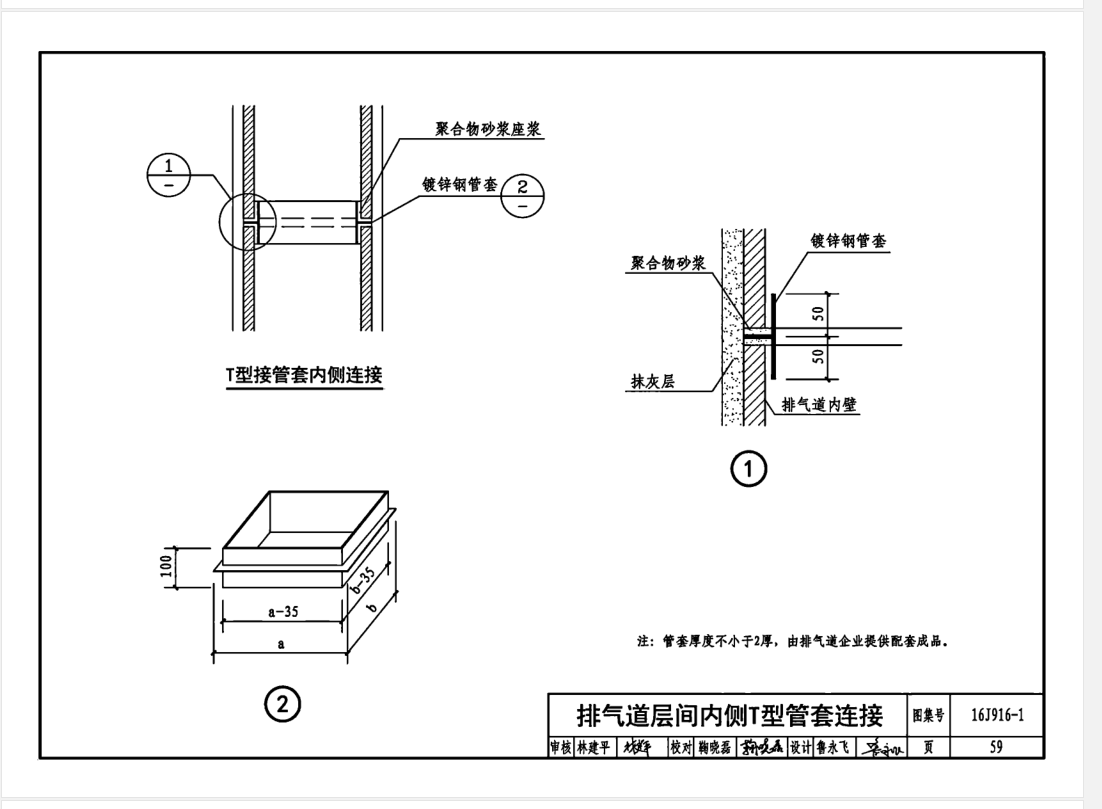 聚合物砂浆座浆
1
–
镀锌钢管套
2
–
T型接管套内侧连接
镀锌钢管套
聚合物砂浆
50
50
抹灰层
排气道内壁
1
100
a-35
b-35
a
b
2
注：管套厚度不小于2厚，由排气道企业提供配套成品。
排气道层间内侧T型管套连接
图集号
16J916-1
审核 林建平 校对 鞠晓磊 设计 鲁永飞
页
59